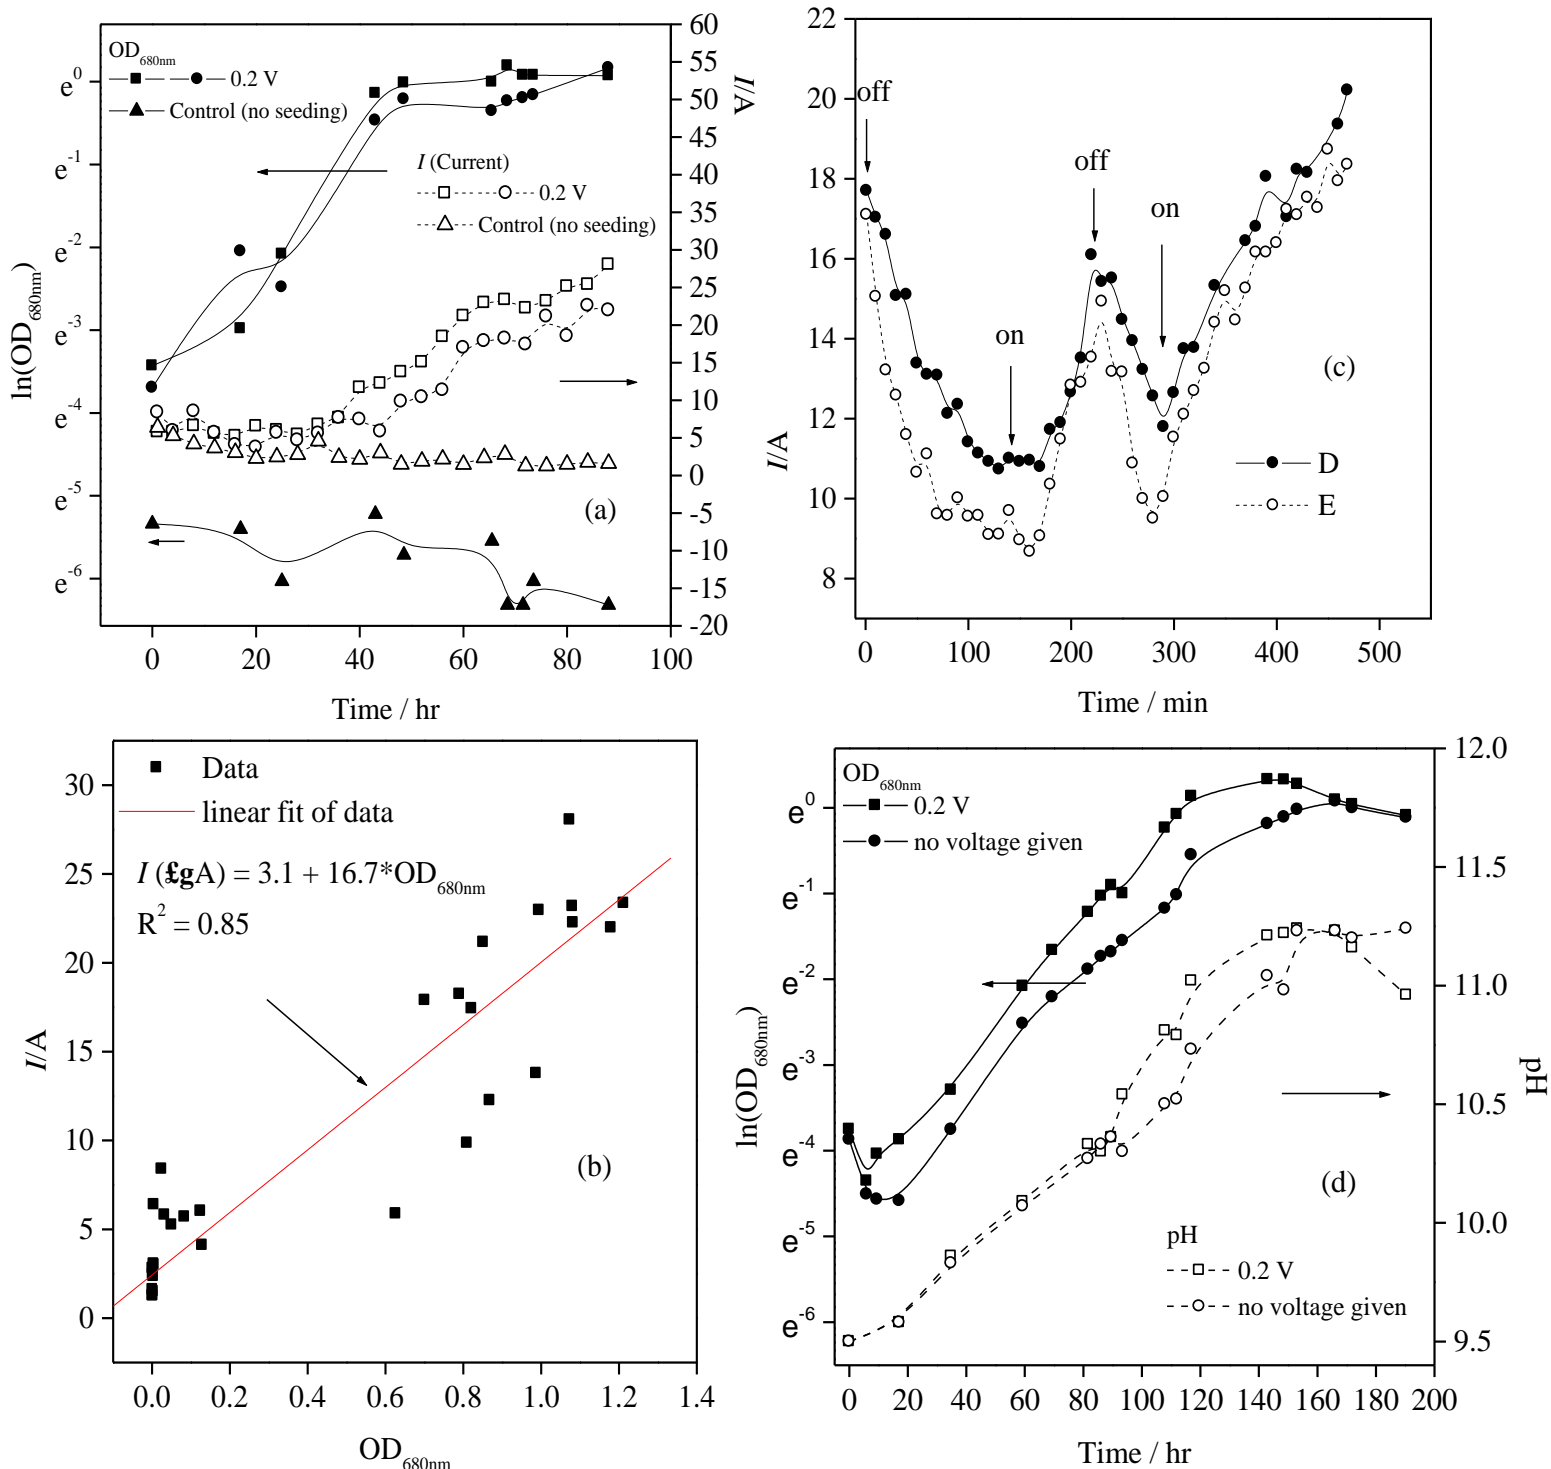 OD680nm
0.2 V
Control (no seeding)
I (Current)
0.2 V
Control (no seeding)
(a)
e^0
e^-1
e^-2
e^-3
e^-4
e^-5
e^-6
ln(OD680nm)
60
55
50
45
40
35
30
25
20
15
10
5
0
-5
-10
-15
-20
I/A
0 20 40 60 80 100
Time / hr
22
20
18
16
14
12
10
8
I/A
off
on
off
on
(c)
D
E
0 100 200 300 400 500
Time / min
Data
linear fit of data
I (£gA) = 3.1 + 16.7*OD680nm
R^2 = 0.85
(b)
30
25
20
15
10
5
0
I/A
0.0 0.2 0.4 0.6 0.8 1.0 1.2 1.4
OD680nm
OD680nm
0.2 V
no voltage given
(d)
pH
0.2 V
no voltage given
e^0
e^-1
e^-2
e^-3
e^-4
e^-5
e^-6
ln(OD680nm)
12.0
11.5
11.0
10.5
10.0
9.5
pH
0 20 40 60 80 100 120 140 160 180 200
Time / hr